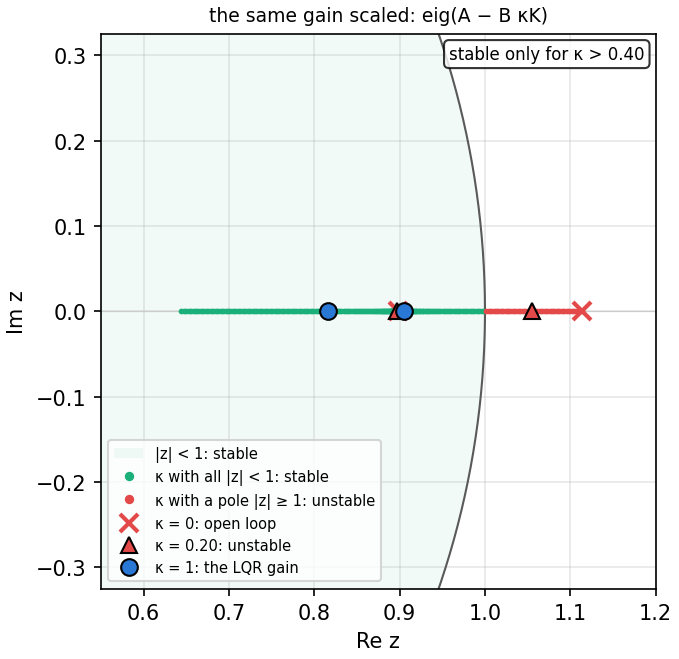 the same gain scaled: eig(A − B κK)
stable only for κ > 0.40
0.3
0.2
0.1
0.0
−0.1
−0.2
−0.3
Im z
|z| < 1: stable
κ with all |z| < 1: stable
κ with a pole |z| ≥ 1: unstable
κ = 0: open loop
κ = 0.20: unstable
κ = 1: the LQR gain
0.6 0.7 0.8 0.9 1.0 1.1 1.2
Re z